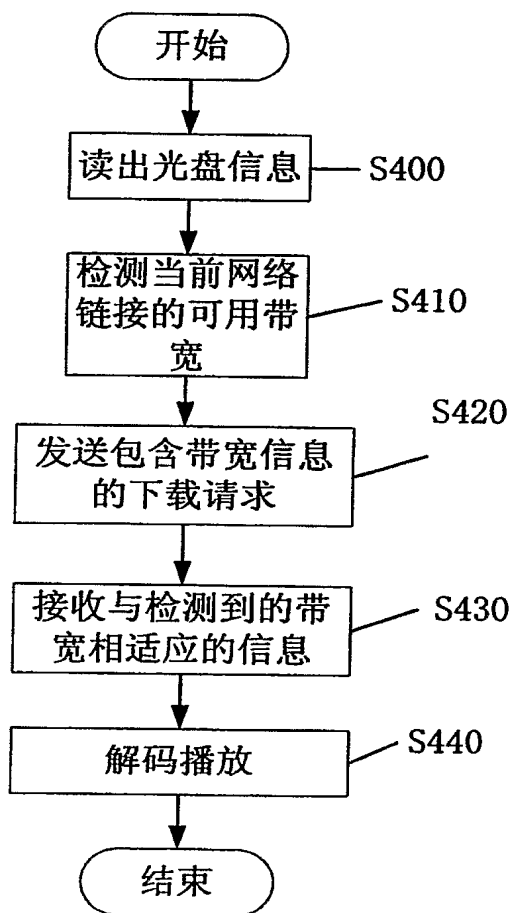 开始
读出光盘信息
S400
检测当前网络
链接的可用带
宽
S410
发送包含带宽信息
的下载请求
S420
接收与检测到的带
宽相适应的信息
S430
解码播放
S440
结束